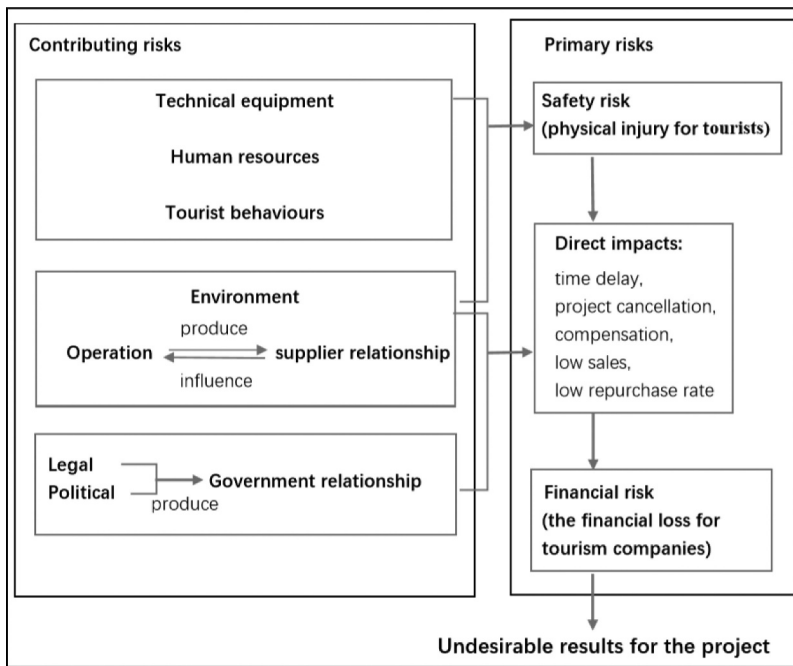 Contributing risks
Technical equipment
Human resources
Tourist behaviours
Environment
produce
Operation
supplier relationship
influence
Legal
Political
Government relationship
produce
Primary risks
Safety risk
(physical injury for tourists)
Direct impacts:
time delay,
project cancellation,
compensation,
low sales,
low repurchase rate
Financial risk
(the financial loss for
tourism companies)
Undesirable results for the project